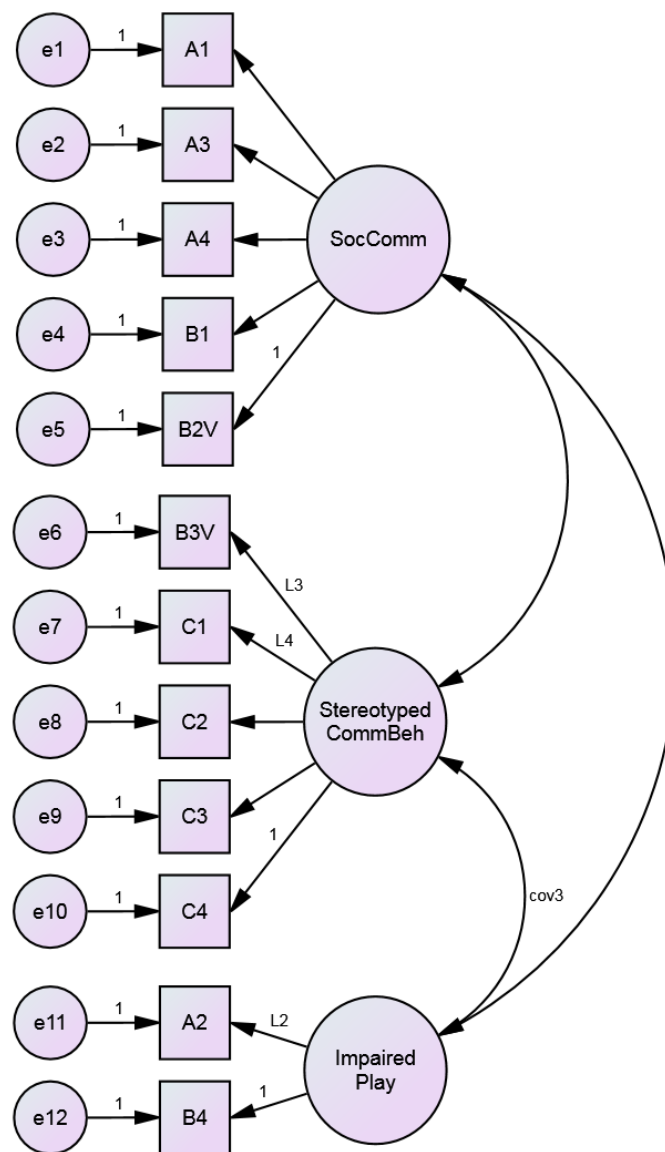 e1
1
A1
e2
1
A3
e3
1
A4
SocComm
e4
1
B1
1
e5
1
B2V
e6
1
B3V
L3
e7
1
C1
L4
e8
1
C2
Stereotyped
CommBeh
e9
1
C3
1
e10
1
C4
cov3
e11
1
A2
L2
Impaired
Play
e12
1
B4
1